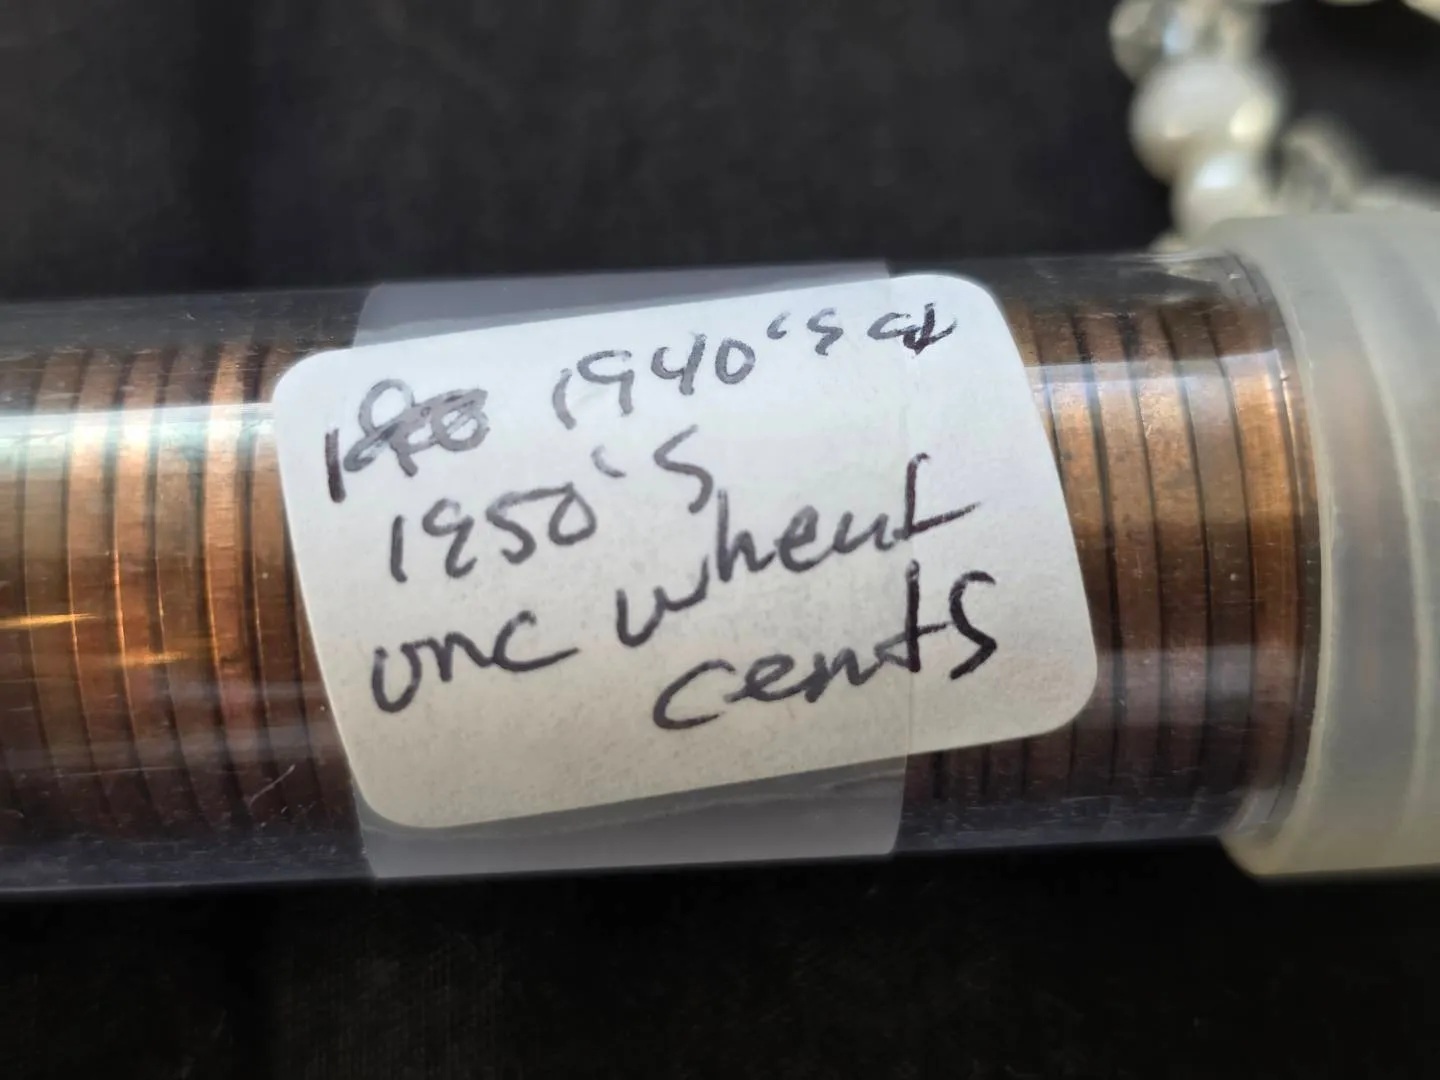 1940's
1950's
unc wheat
cents